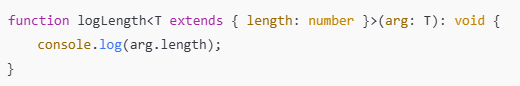 function logLength<T extends { length: number }>(arg: T): void {
    console.log(arg.length);
}